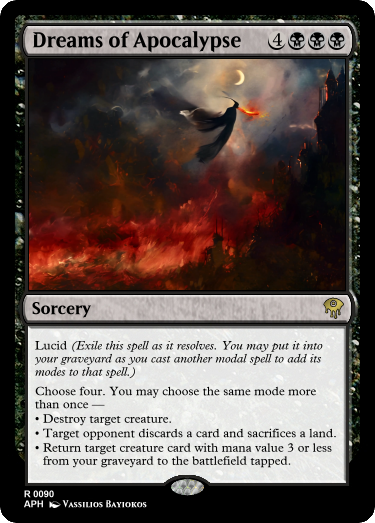 Dreams of Apocalypse 4
Sorcery
Lucid (Exile this spell as it resolves. You may put it into
your graveyard as you cast another modal spell to add its
modes to that spell.)
Choose four. You may choose the same mode
more than once —
• Destroy target creature.
• Target opponent discards a card and sacrifices a land.
• Return target creature card with mana value 3 or less
from your graveyard to the battlefield tapped.
R 0090
APH Vassilios Bayiokos